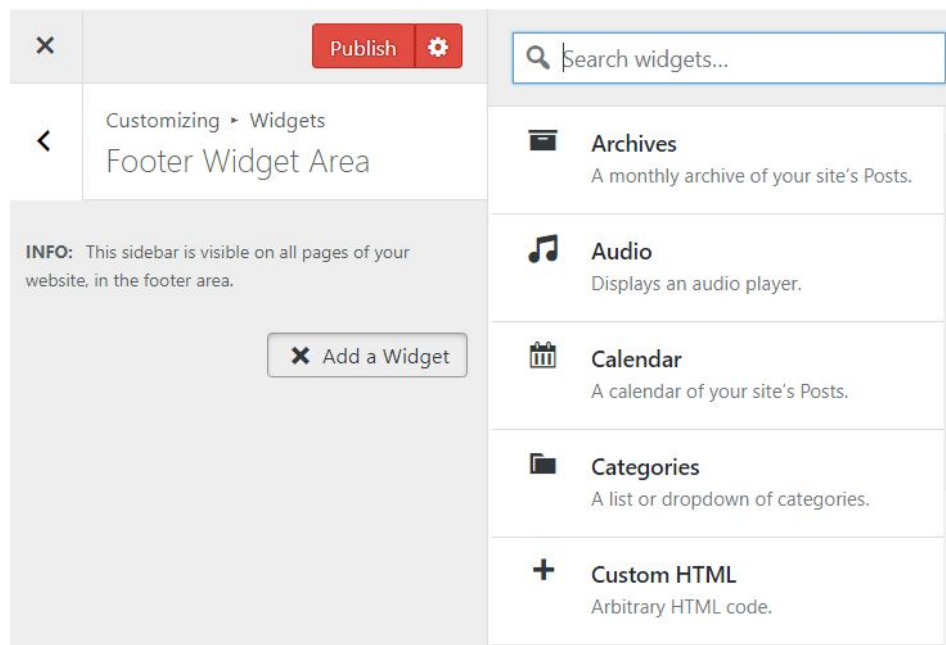 Publish
Customizing ▸ Widgets
Footer Widget Area
INFO: This sidebar is visible on all pages of your
website, in the footer area.
Add a Widget
Search widgets...
Archives
A monthly archive of your site's Posts.
Audio
Displays an audio player.
Calendar
A calendar of your site's Posts.
Categories
A list or dropdown of categories.
Custom HTML
Arbitrary HTML code.